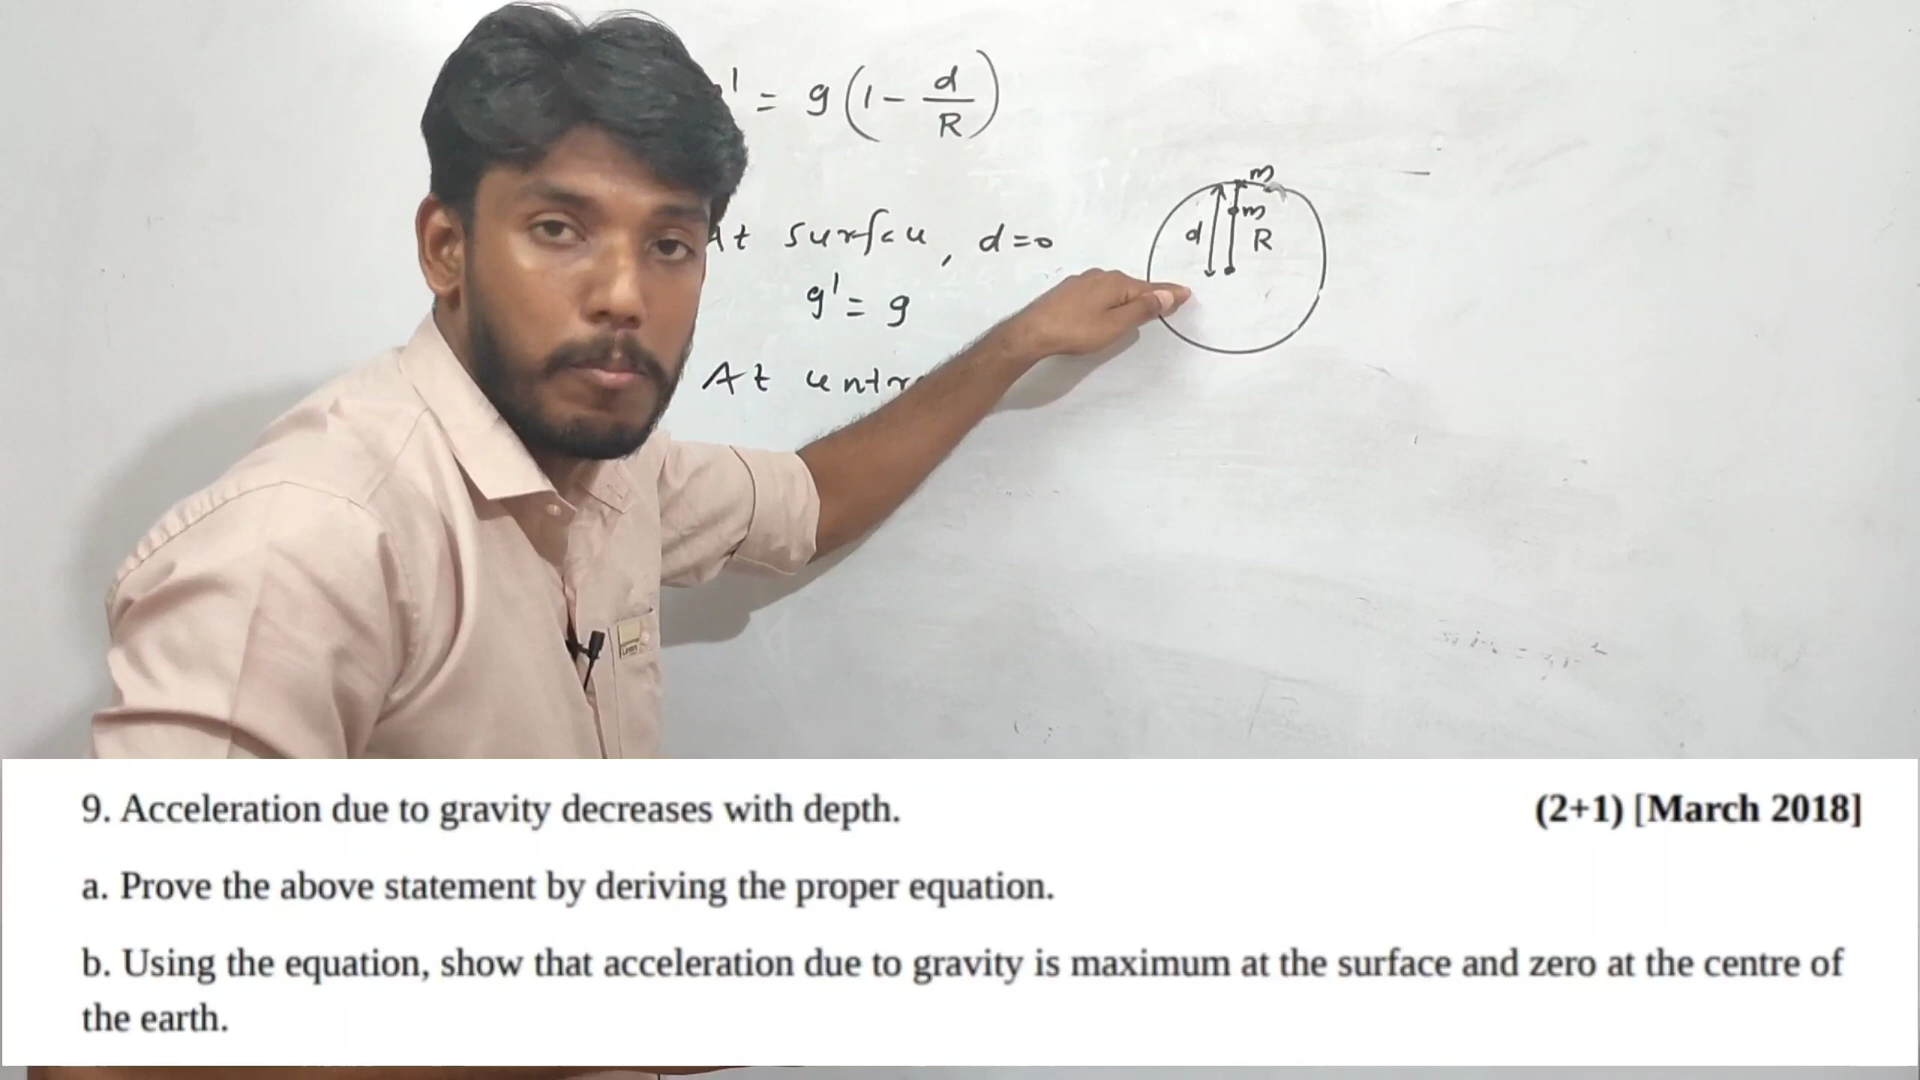 = g(1 - d/R)
At surface, d=0
g' = g
At
m
m
d
R
9. Acceleration due to gravity decreases with depth. (2+1) [March 2018]
a. Prove the above statement by deriving the proper equation.
b. Using the equation, show that acceleration due to gravity is maximum at the surface and zero at the centre of
the earth.